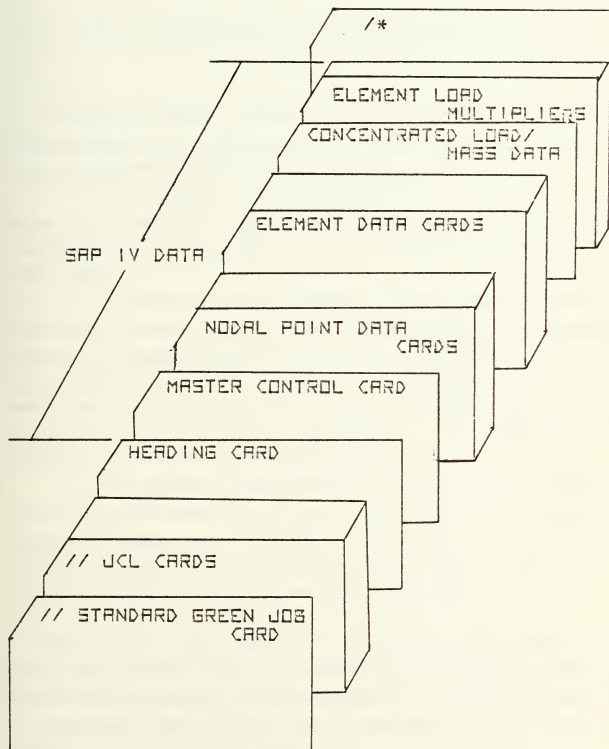 /*
ELEMENT LOAD
MULTIPLIERS
CONCENTRATED LOAD/
MASS DATA
ELEMENT DATA CARDS
SAP IV DATA
NODAL POINT DATA
CARDS
MASTER CONTROL CARD
HEADING CARD
// JCL CARDS
// STANDARD GREEN JOB
CARD